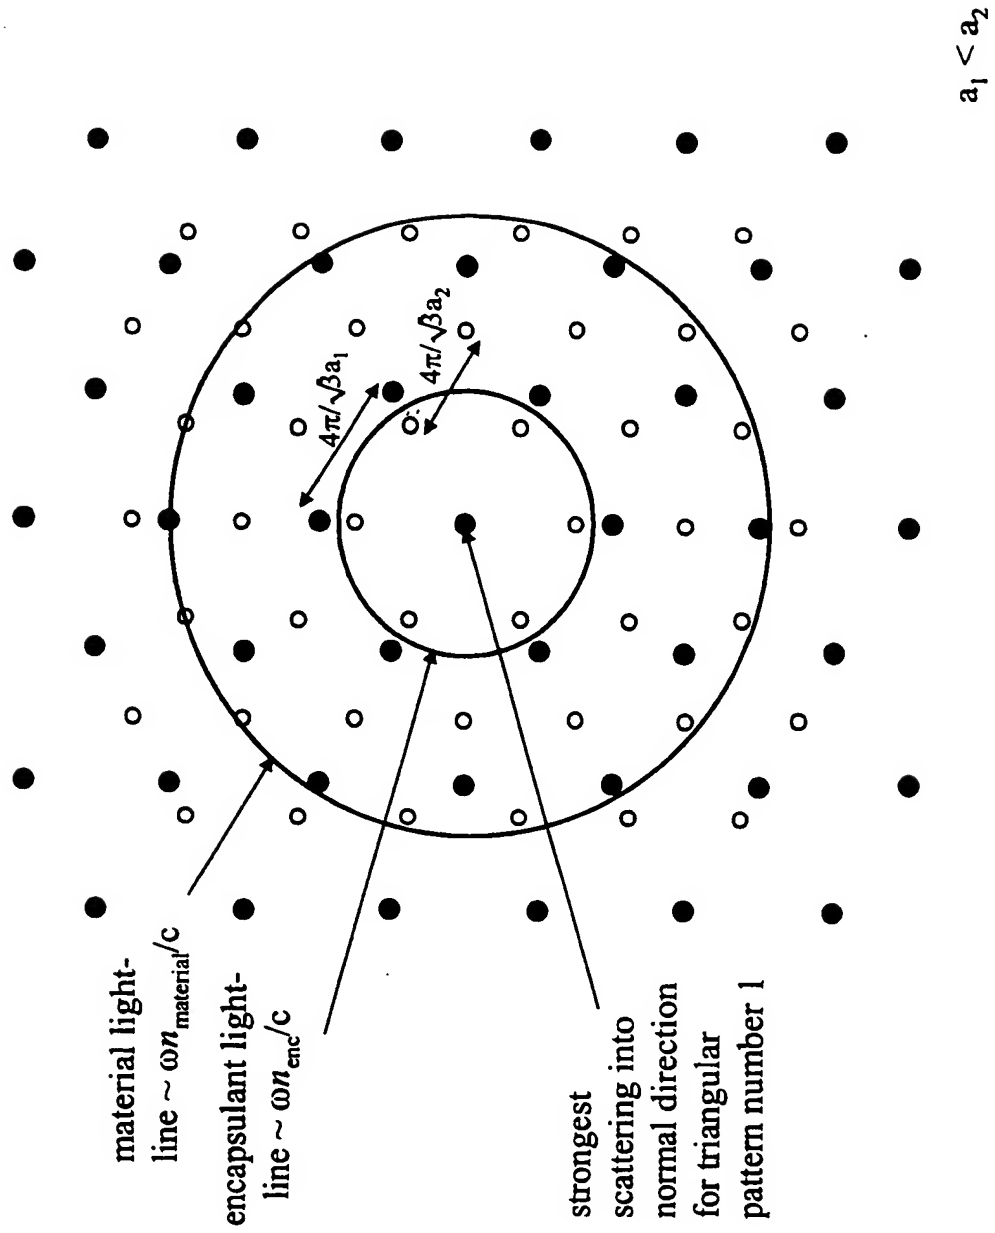 material light-
line ~ ωn_material/c
encapsulant light-
line ~ ωn_enc/c
strongest
scattering into
normal direction
for triangular
pattern number 1
4π/√3a₁
4π/√3a₂
a₁ < a₂